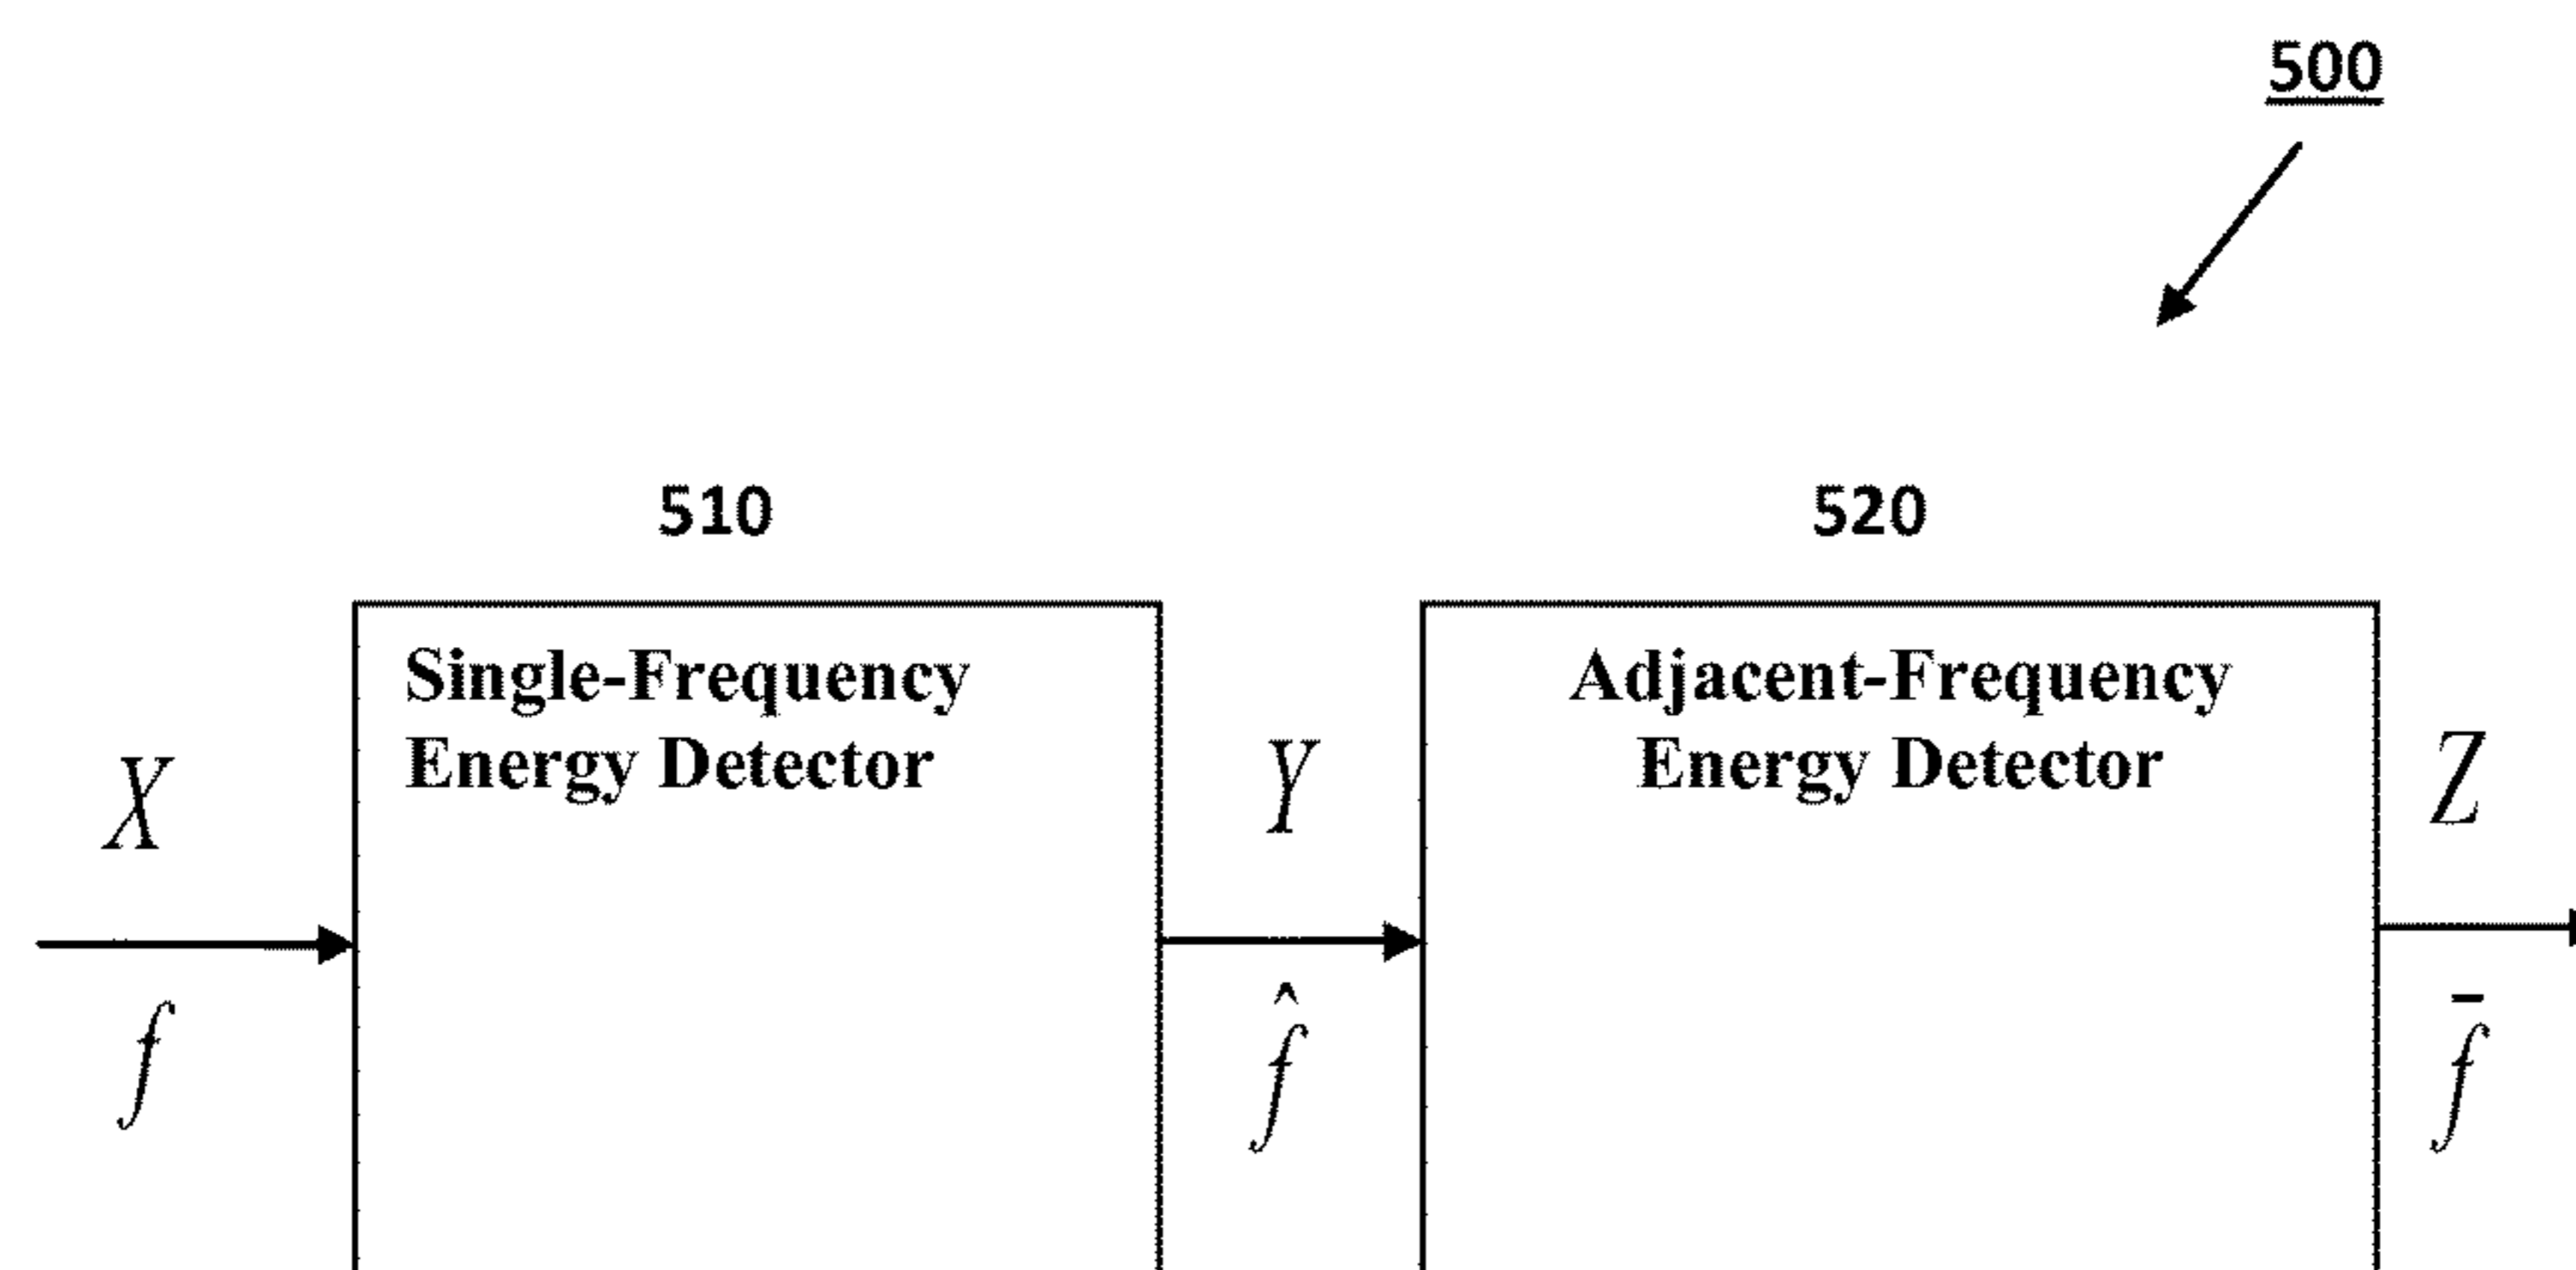 500
510
520
Single-Frequency
Energy Detector
Adjacent-Frequency
Energy Detector
X
Y
Z
f
f̂
f̄